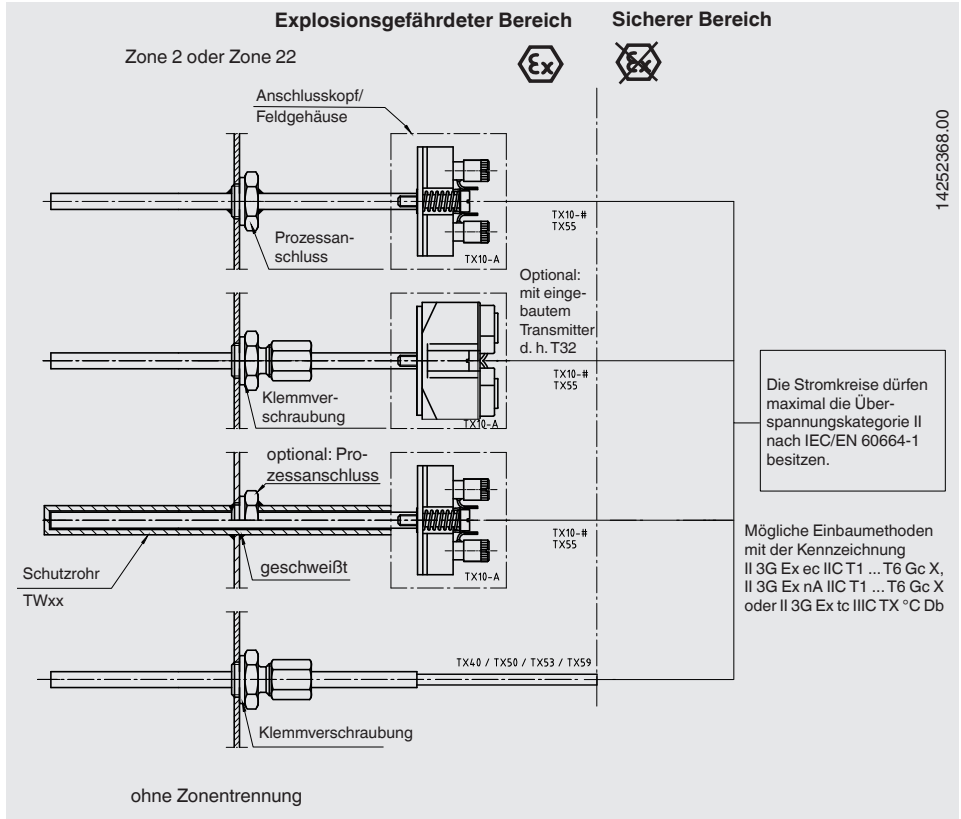 Explosionsgefährdeter Bereich
Sicherer Bereich
Zone 2 oder Zone 22
Ex
Ex
14252368.00
Anschlusskopf/
Feldgehäuse
Prozessan-
schluss
TX10-A
TX10-#
TX55
Optional:
mit einge-
bautem
Transmitter,
d. h. T32
Klemmver-
schraubung
TX10-A
TX10-#
TX55
Die Stromkreise dürfen
maximal die Über-
spannungskategorie II
nach IEC/EN 60664-1
besitzen.
optional: Pro-
zessanschluss
Schutzrohr
TWxx
geschweißt
TX10-A
TX10-#
TX55
Mögliche Einbaumethoden
mit der Kennzeichnung
II 3G Ex ec IIC T1 ... T6 Gc X,
II 3G Ex nA IIC T1 ... T6 Gc X
oder II 3G Ex tc IIIC TX °C Db
TX40 / TX50 / TX53 / TX59
Klemmverschraubung
ohne Zonentrennung